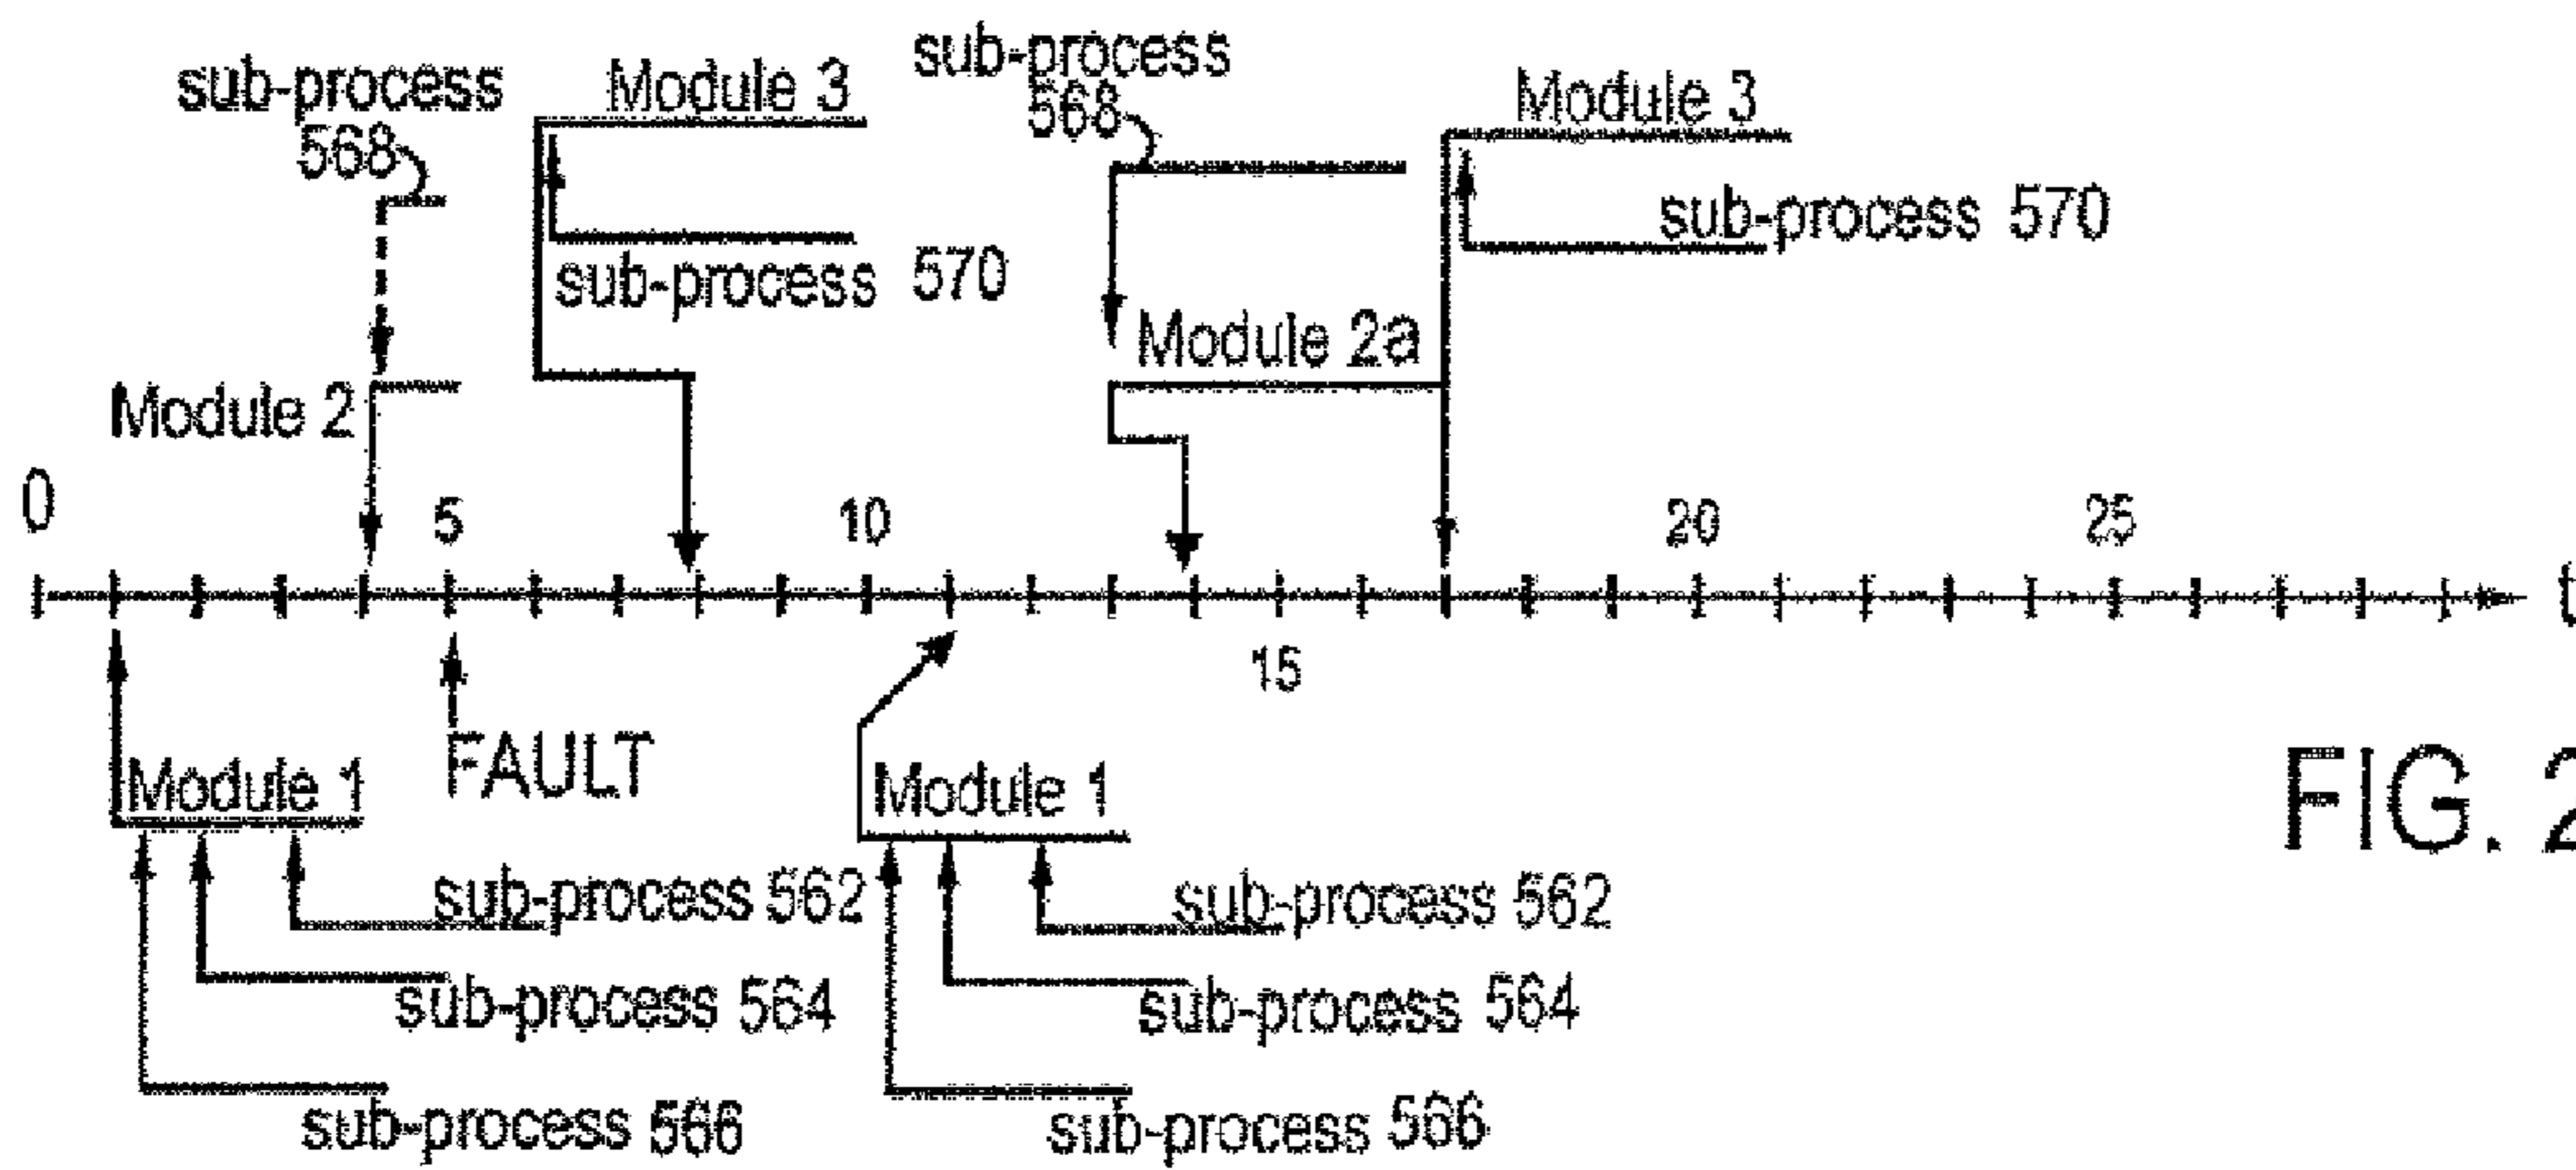 sub-process
568
Module 3
sub-process
568
Module 3
sub-process 570
sub-process 570
Module 2a
Module 2
0
5
10
20
25
15
t
FAULT
Module 1
Module 1
sub-process 562
sub-process 562
sub-process 564
sub-process 564
sub-process 566
sub-process 566
FIG. 2